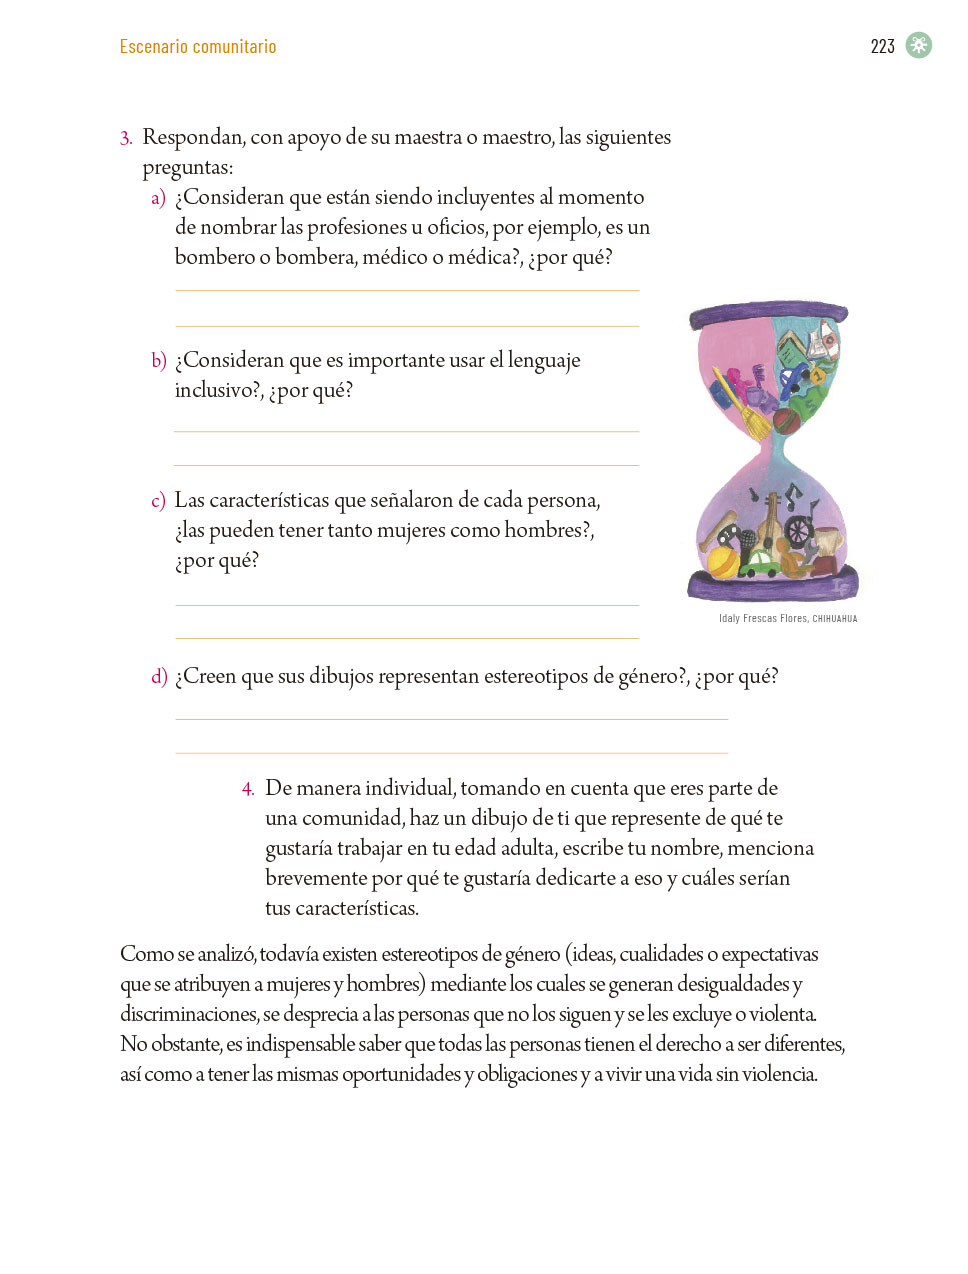 Escenario comunitario
223
3. Respondan, con apoyo de su maestra o maestro, las siguientes
preguntas:
a) ¿Consideran que están siendo incluyentes al momento
de nombrar las profesiones u oficios, por ejemplo, es un
bombero o bombera, médico o médica?, ¿por qué?
b) ¿Consideran que es importante usar el lenguaje
inclusivo?, ¿por qué?
c) Las características que señalaron de cada persona,
¿las pueden tener tanto mujeres como hombres?,
¿por qué?
Idaly Frescas Flores, CHIHUAHUA
d) ¿Creen que sus dibujos representan estereotipos de género?, ¿por qué?
4. De manera individual, tomando en cuenta que eres parte de
una comunidad, haz un dibujo de ti que represente de qué te
gustaría trabajar en tu edad adulta, escribe tu nombre, menciona
brevemente por qué te gustaría dedicarte a eso y cuáles serían
tus características.
Como se analizó, todavía existen estereotipos de género (ideas, cualidades o expectativas
que se atribuyen a mujeres y hombres) mediante los cuales se generan desigualdades y
discriminaciones, se desprecia a las personas que no los siguen y se les excluye o violenta.
No obstante, es indispensable saber que todas las personas tienen el derecho a ser diferentes,
así como a tener las mismas oportunidades y obligaciones y a vivir una vida sin violencia.